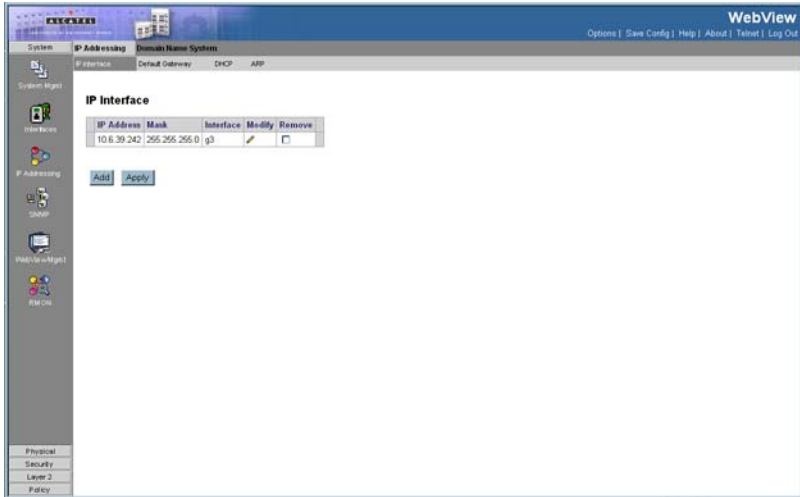 ALCATEL
WebView
Options | Save Config | Help | About | Telnet | Log Out
System
IP Addressing Domain Name System
IP Interface Default Gateway DHCP ARP
System Mgmt
Interfaces
IP Addressing
SNMP
WebViewMgmt
RMON
IP Interface
IP Address Mask Interface Modify Remove
10.6.39.242 255.255.255.0 g3
Add Apply
Physical
Security
Layer 2
Policy